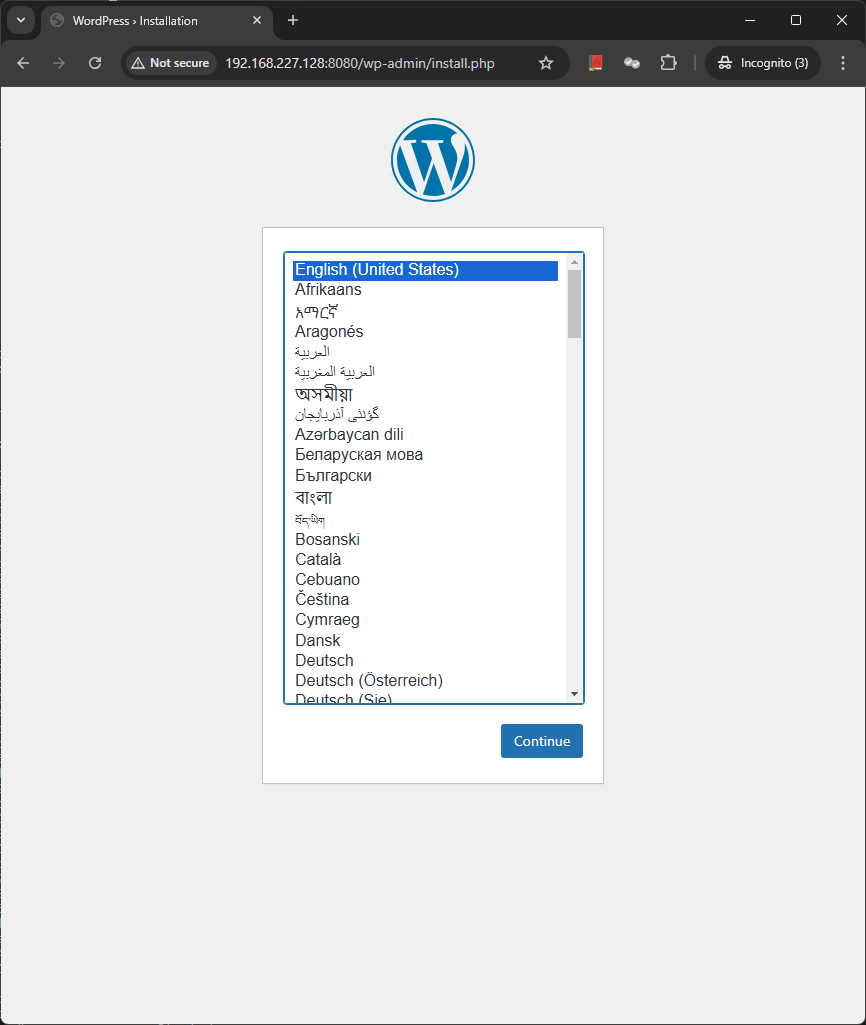 WordPress › Installation
Not secure
192.168.227.128:8080/wp-admin/install.php
Incognito (3)
English (United States)
Afrikaans
አማርኛ
Aragonés
العربية
العربية المغربية
অসমীয়া
گؤنئی آذربایجان
Azərbaycan dili
Беларуская мова
Български
বাংলা
བོད་ཡིག
Bosanski
Català
Cebuano
Čeština
Cymraeg
Dansk
Deutsch
Deutsch (Österreich)
Deutsch (Sie)
Continue